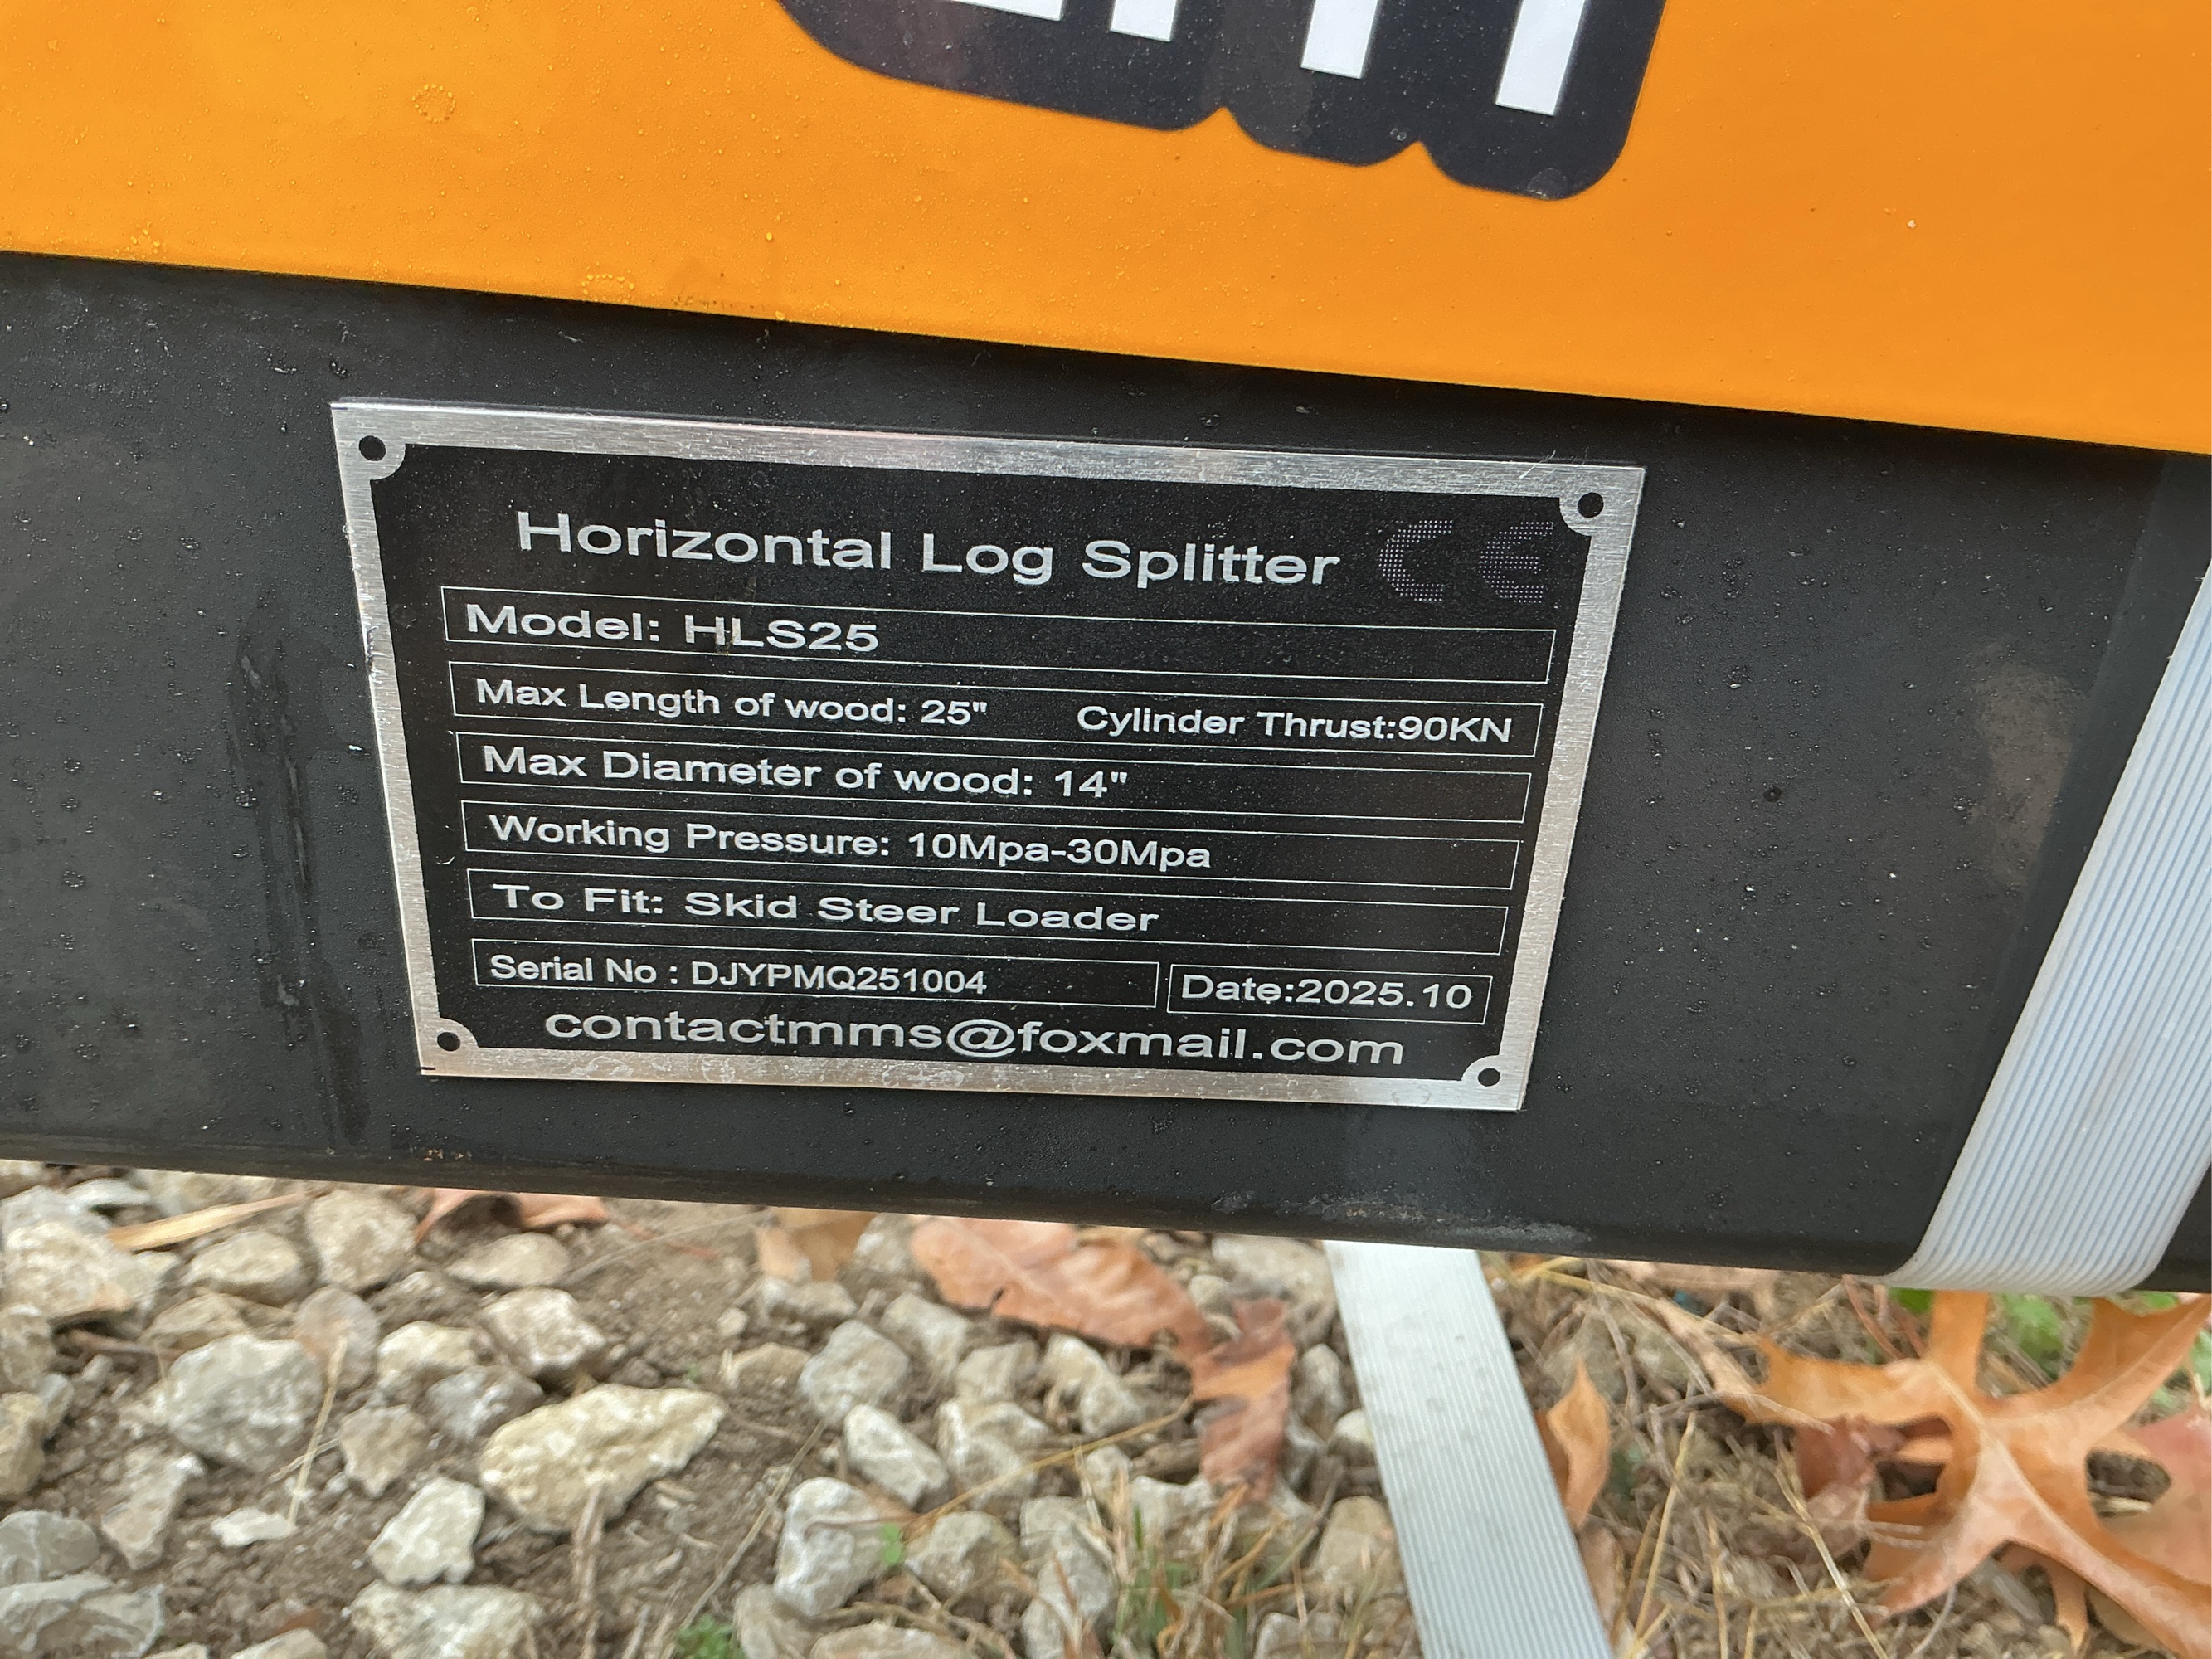 Horizontal Log Splitter CE
Model: HLS25
Max Length of wood: 25" Cylinder Thrust:90KN
Max Diameter of wood: 14"
Working Pressure: 10Mpa-30Mpa
To Fit: Skid Steer Loader
Serial No : DJYPMQ251004 Date:2025.10
contactmms@foxmail.com